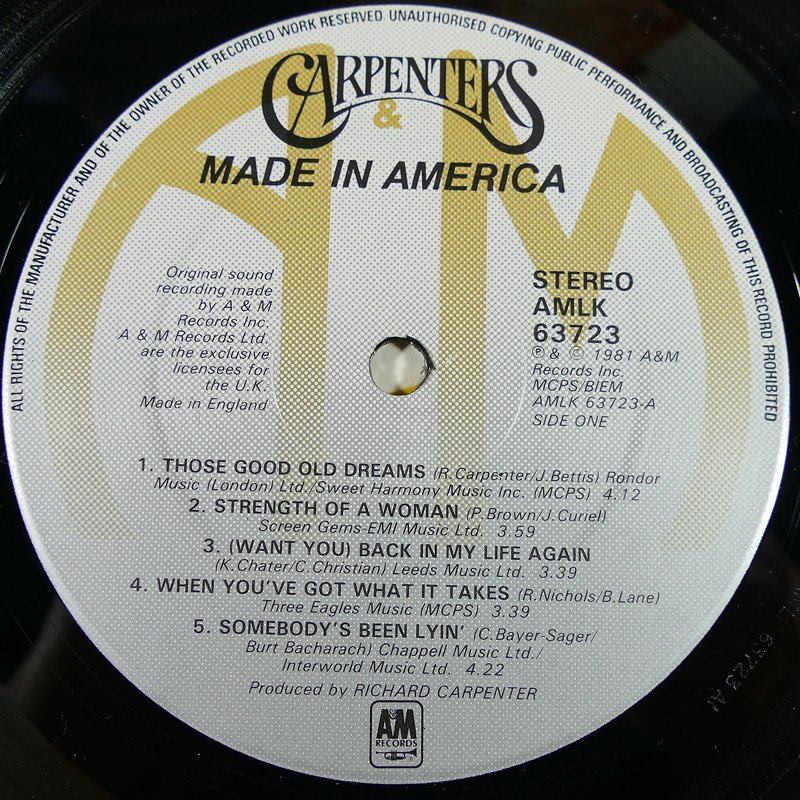 ALL RIGHTS OF THE MANUFACTURER AND OF THE OWNER OF THE RECORDED WORK RESERVED. UNAUTHORISED COPYING PUBLIC PERFORMANCE AND BROADCASTING OF THIS RECORD PROHIBITED
CARPENTERS
&
A M
MADE IN AMERICA
Original sound
recording made
by A & M
Records Inc.
A & M Records Ltd.
are the exclusive
licensees for
the U.K.
Made in England
STEREO
AMLK
63723
Ⓟ & © 1981 A&M
Records Inc.
MCPS/BIEM
AMLK 63723-A
SIDE ONE
1. THOSE GOOD OLD DREAMS (R.Carpenter/J.Bettis) Rondor
Music (London) Ltd./Sweet Harmony Music Inc. (MCPS) 4.12
2. STRENGTH OF A WOMAN (P.Brown/J.Curiel)
Screen Gems-EMI Music Ltd. 3.59
3. (WANT YOU) BACK IN MY LIFE AGAIN
(K.Chater/C.Christian) Leeds Music Ltd. 3.39
4. WHEN YOU'VE GOT WHAT IT TAKES (R.Nichols/B.Lane)
Three Eagles Music (MCPS) 3.39
5. SOMEBODY'S BEEN LYIN' (C.Bayer-Sager/
Burt Bacharach) Chappell Music Ltd./
Interworld Music Ltd. 4.22
Produced by RICHARD CARPENTER
A&M
RECORDS
63723 A1